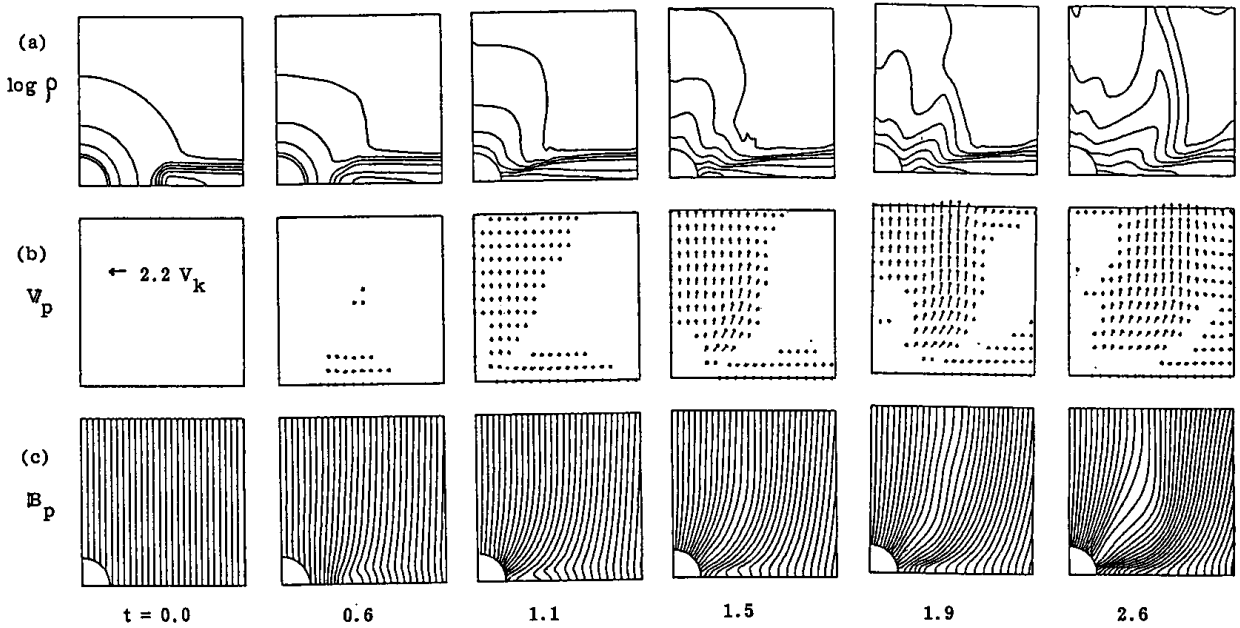 (a)
log ρ
(b)
← 2.2 V_k
V_p
(c)
B_p
t = 0.0 0.6 1.1 1.5 1.9 2.6